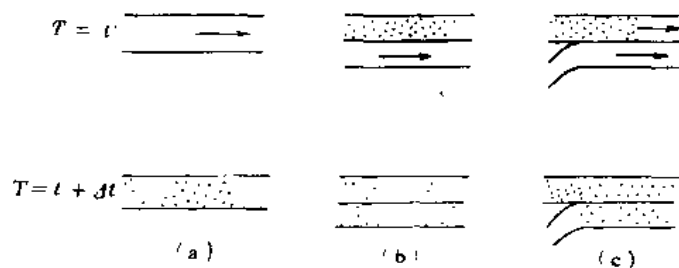 T = t
T = t + Δt
(a) (b) (c)